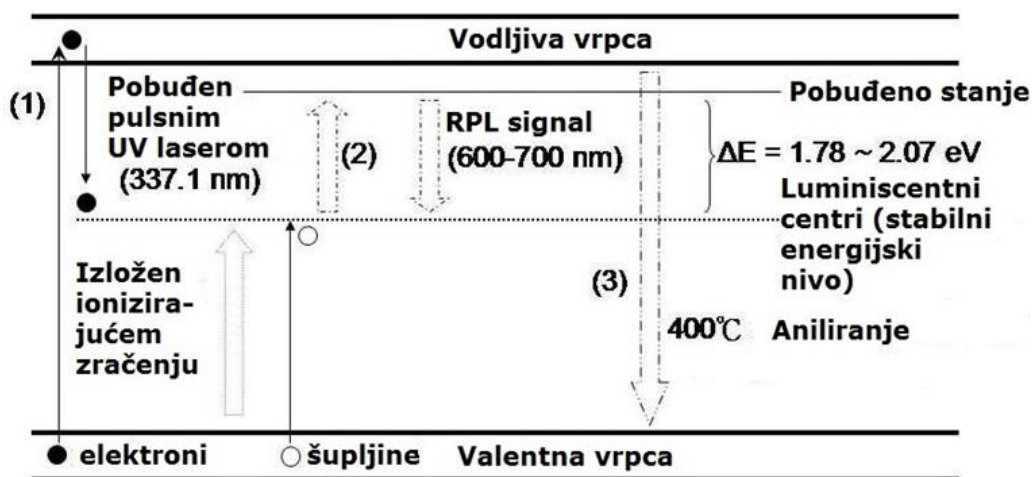 Vodljiva vrpca
(1)
Pobuđen
pulsnim
UV laserom
(337.1 nm)
(2)
RPL signal
(600-700 nm)
Pobuđeno stanje
ΔE = 1.78 ~ 2.07 eV
Luminiscentni
centri (stabilni
energijski
nivo)
Izložen
ionizira-
jućem
zračenju
(3)
400℃ Aniliranje
elektroni
šupljine
Valentna vrpca